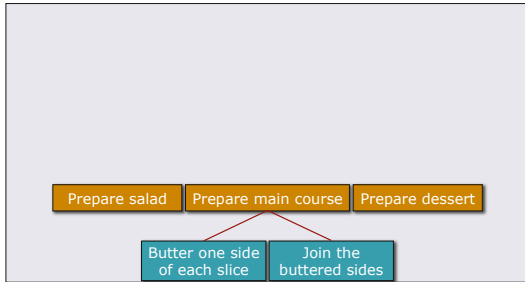 Prepare salad
Prepare main course
Prepare dessert
Butter one side
of each slice
Join the
buttered sides